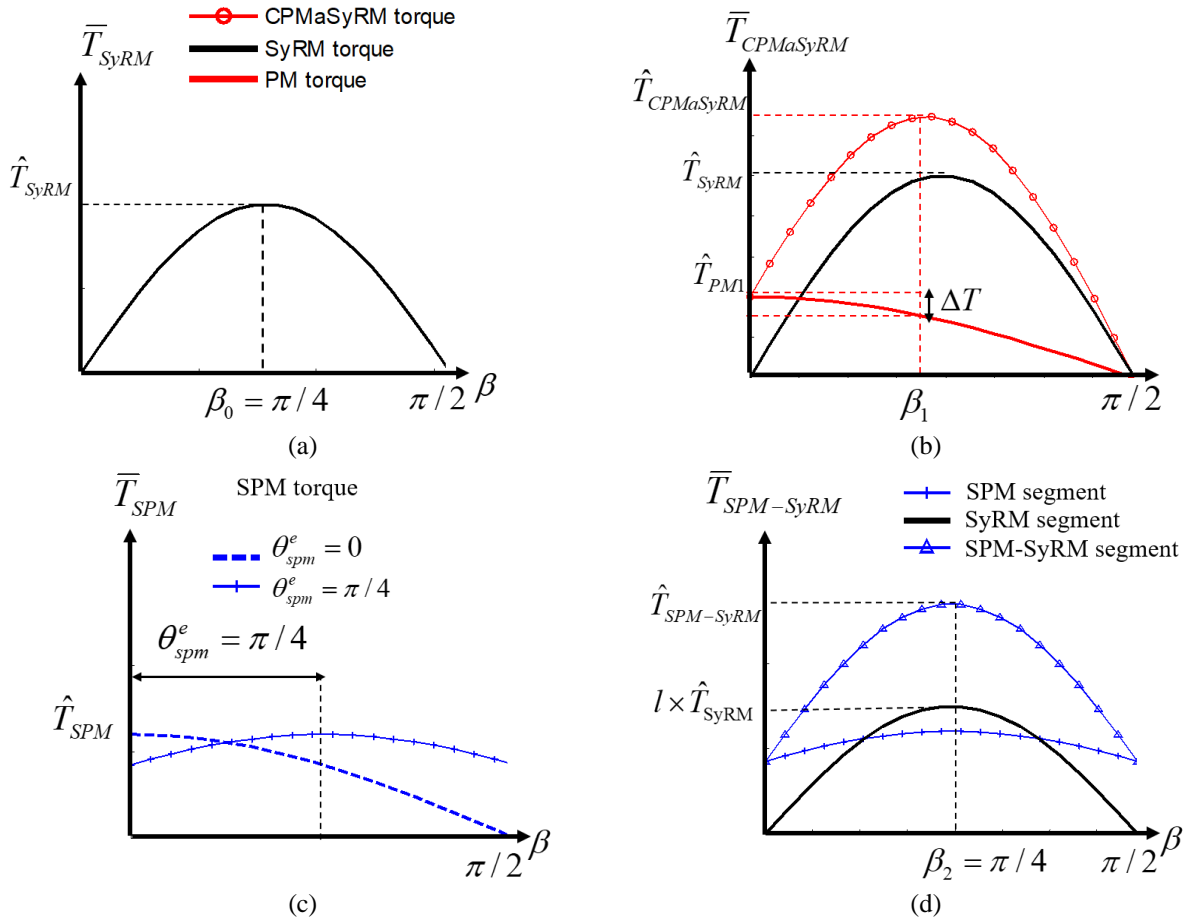 CPMaSyRM torque
SyRM torque
PM torque
T̅_SyRM
T̂_SyRM
β₀ = π / 4
π / 2
β
(a)
T̅_CPMaSyRM
T̂_CPMaSyRM
T̂_SyRM
T̂_PM\
ΔT
β₁
π / 2
(b)
T̅_SPM
SPM torque
θ^e_spm = 0
θ^e_spm = π / 4
θ^e_spm = π / 4
T̂_SPM
π / 2
β
(c)
T̅_SPM−SyRM
SPM segment
SyRM segment
SPM-SyRM segment
T̂_SPM−SyRM
l × T̂_SyRM
β₂ = π / 4
π / 2
β
(d)